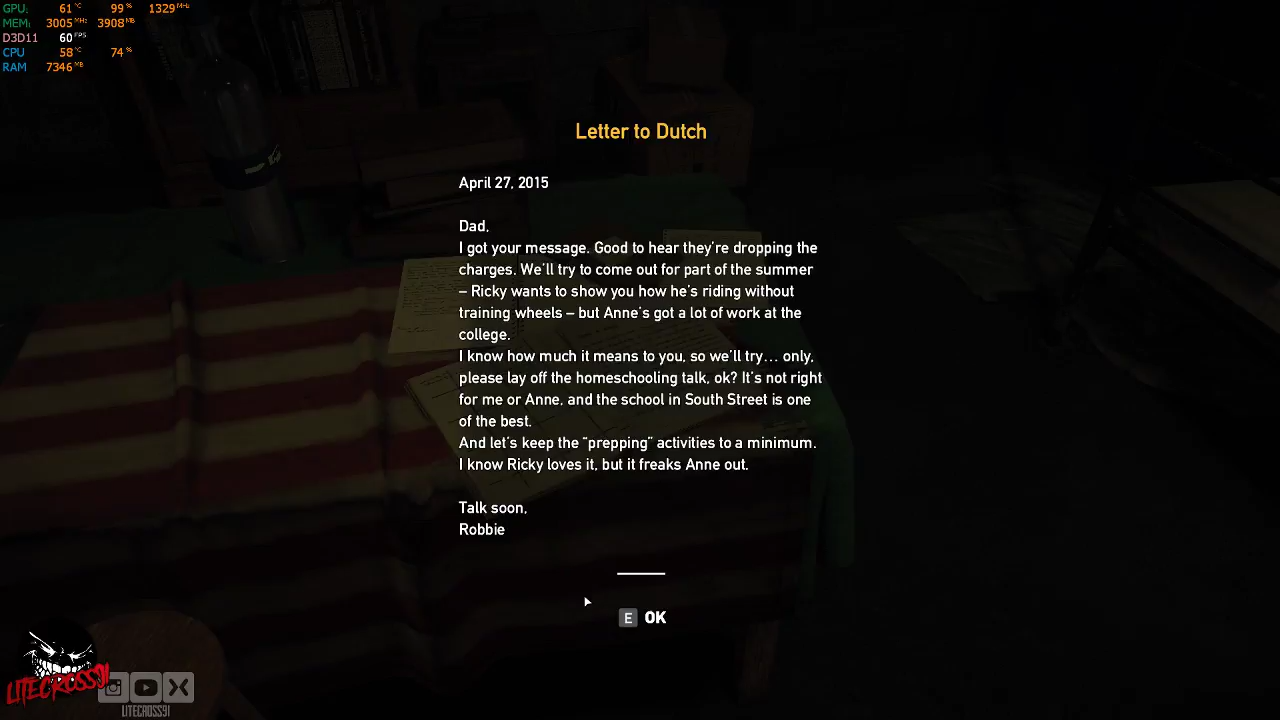 GPU: 61 °C 99 % 1329 MHz
MEM: 3005 MHz 3908 MB
D3D11 60 FPS
CPU 58 °C 74 %
RAM 7346 MB
Letter to Dutch
April 27, 2015
Dad,
I got your message. Good to hear they're dropping the
charges. We'll try to come out for part of the summer
– Ricky wants to show you how he's riding without
training wheels – but Anne's got a lot of work at the
college.
I know how much it means to you, so we'll try... only,
please lay off the homeschooling talk, ok? It's not right
for me or Anne, and the school in South Street is one
of the best.
And let's keep the "prepping" activities to a minimum.
I know Ricky loves it, but it freaks Anne out.
Talk soon,
Robbie
E OK
LITECROSS91
LITECROSS91